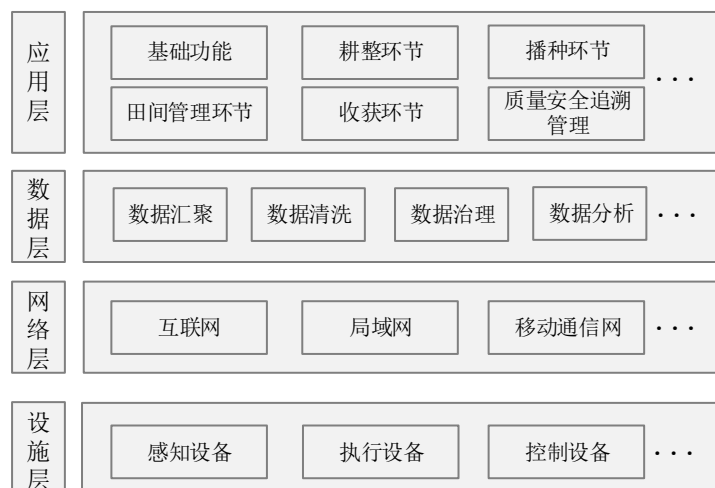 应用层
基础功能
耕整环节
播种环节
...
田间管理环节
收获环节
质量安全追溯
管理
数据层
数据汇聚
数据清洗
数据治理
数据分析
...
网络层
互联网
局域网
移动通信网
...
设施层
感知设备
执行设备
控制设备
...